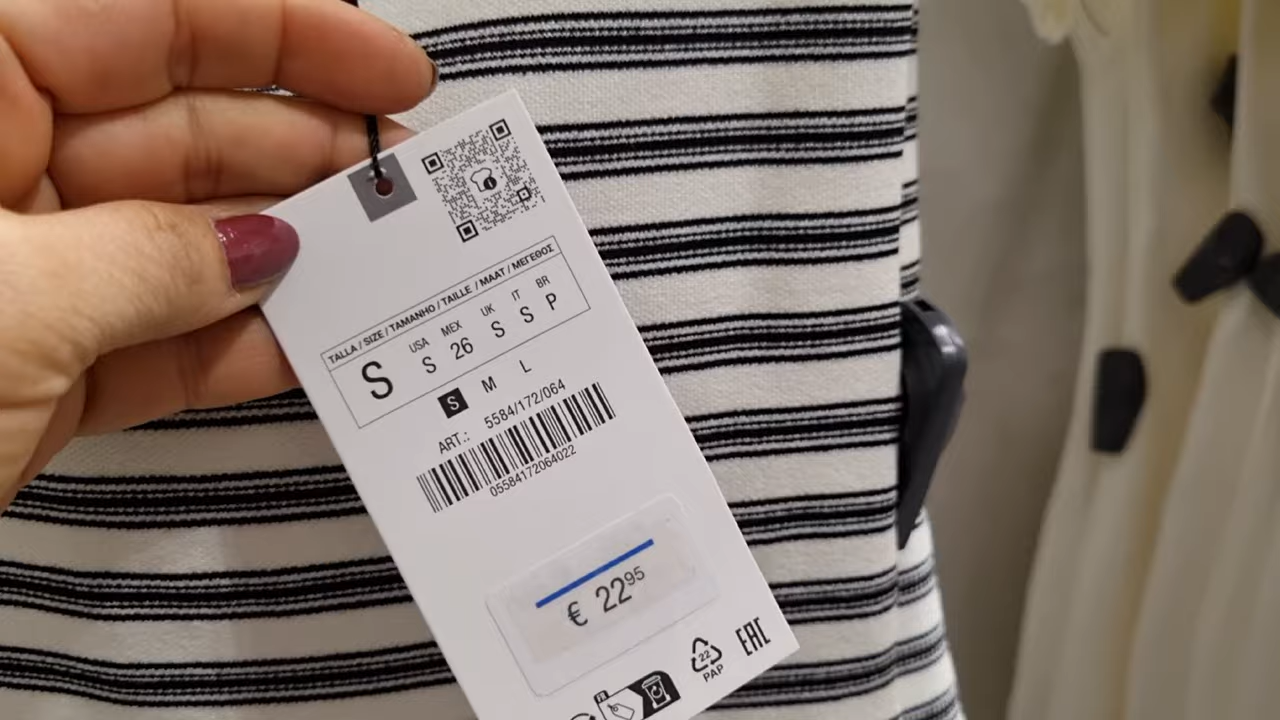 TALLA / SIZE / TAMANHO / TAILLE / MAAT / ΜΕΓΕΘΟΣ
S USA S MEX 26 UK S IT S BR P
S M L
ART.: 5584/172/064
05584172064022
€ 22 95
22
PAP
EAC
FR